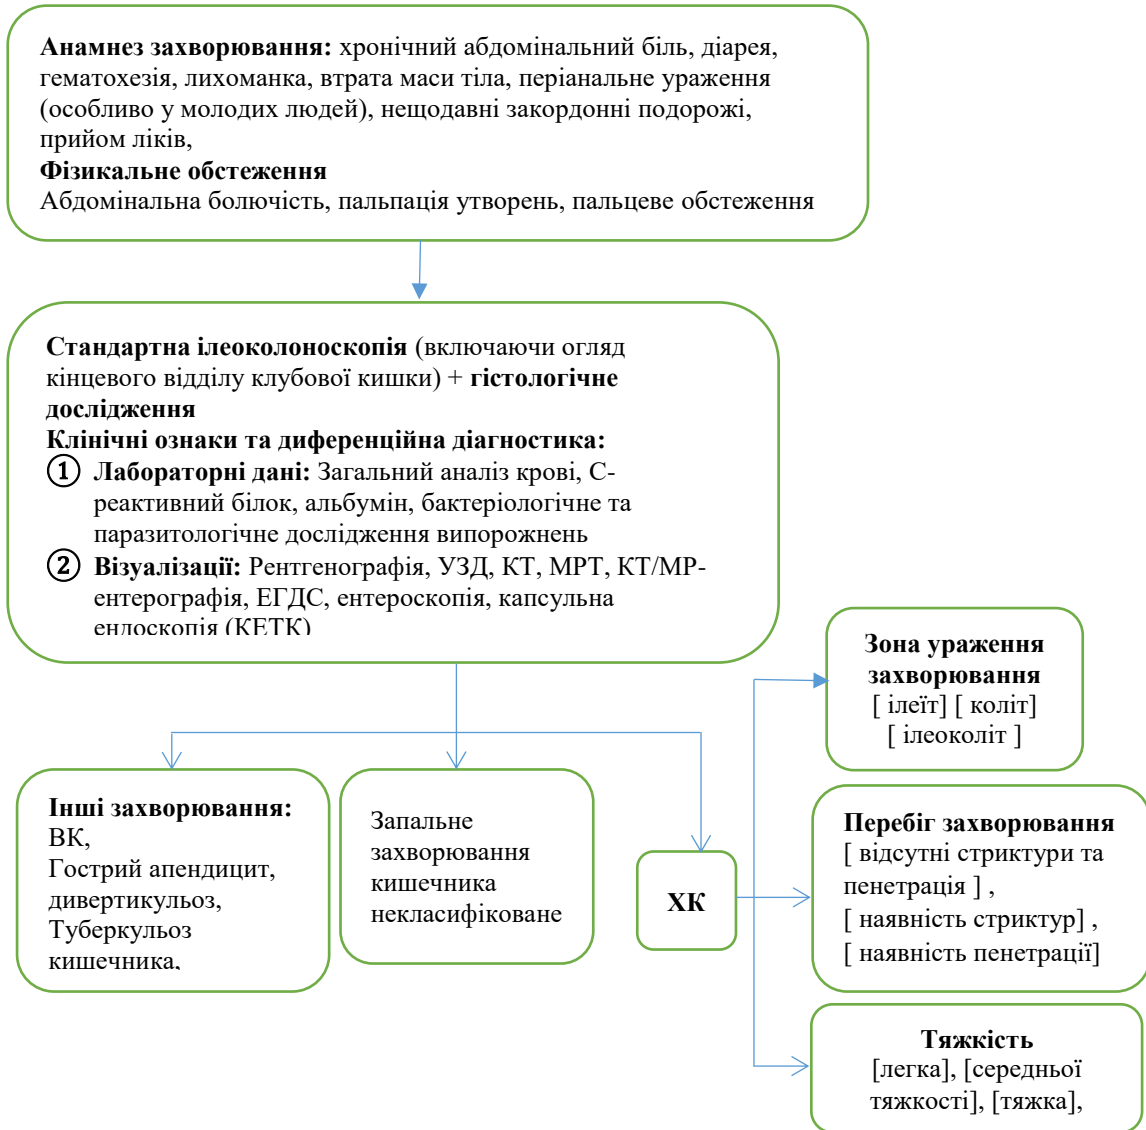 Анамнез захворювання: хронічний абдомінальний біль, діарея,
гематохезія, лихоманка, втрата маси тіла, періанальне ураження
(особливо у молодих людей), нещодавні закордонні подорожі,
прийом ліків,
Фізикальне обстеження
Абдомінальна болючість, пальпація утворень, пальцеве обстеження
Стандартна ілеоколоноскопія (включаючи огляд
кінцевого відділу клубової кишки) + гістологічне
дослідження
Клінічні ознаки та диференційна діагностика:
① Лабораторні дані: Загальний аналіз крові, С-
реактивний білок, альбумін, бактеріологічне та
паразитологічне дослідження випорожнень
② Візуалізації: Рентгенографія, УЗД, КТ, МРТ, КТ/МР-
ентерографія, ЕГДС, ентероскопія, капсульна
ендоскопія (КЕТК)
Інші захворювання:
ВК,
Гострий апендицит,
дивертикульоз,
Туберкульоз
кишечника,
Запальне
захворювання
кишечника
некласифіковане
ХК
Зона ураження
захворювання
[ ілеїт] [ коліт]
[ ілеоколіт ]
Перебіг захворювання
[ відсутні стриктури та
пенетрація ] ,
[ наявність стриктур] ,
[ наявність пенетрації]
Тяжкість
[легка], [середньої
тяжкості], [тяжка],